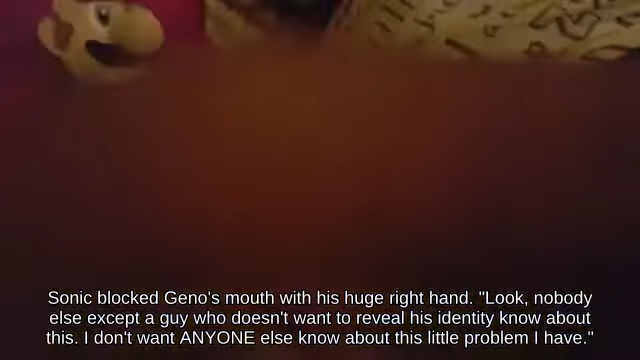 Sonic blocked Geno's mouth with his huge right hand. "Look, nobody
else except a guy who doesn't want to reveal his identity know about
this. I don't want ANYONE else know about this little problem I have."